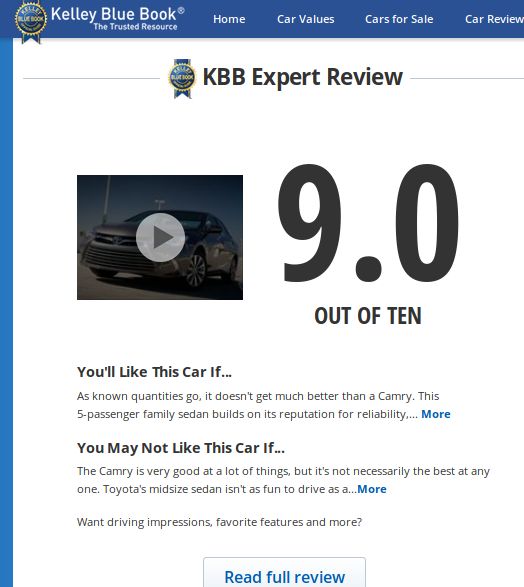 Kelley Blue Book®
The Trusted Resource
Home Car Values Cars for Sale Car Review
KELLEY BLUE BOOK
KBB Expert Review
9.0
OUT OF TEN
You'll Like This Car If...
As known quantities go, it doesn't get much better than a Camry. This
5-passenger family sedan builds on its reputation for reliability,... More
You May Not Like This Car If...
The Camry is very good at a lot of things, but it's not necessarily the best at any
one. Toyota's midsize sedan isn't as fun to drive as a...More
Want driving impressions, favorite features and more?
Read full review